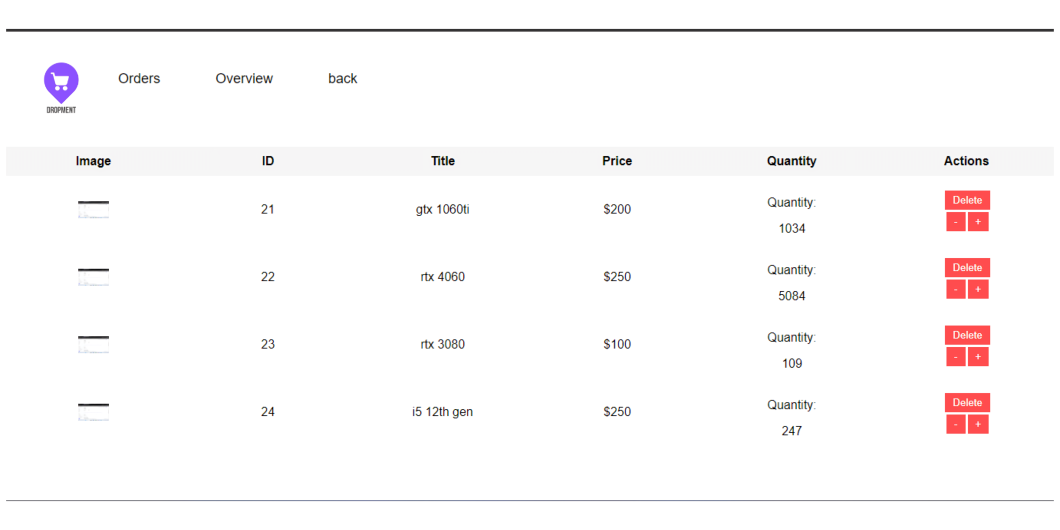 Orders Overview back
DROPMENT
Image ID Title Price Quantity Actions
21 gtx 1060ti $200 Quantity: 1034 Delete - +
22 rtx 4060 $250 Quantity: 5084 Delete - +
23 rtx 3080 $100 Quantity: 109 Delete - +
24 i5 12th gen $250 Quantity: 247 Delete - +